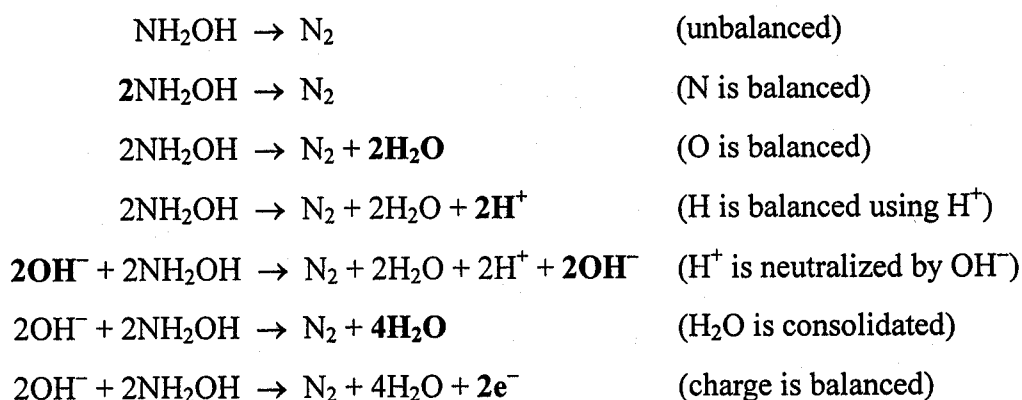 NH₂OH → N₂ (unbalanced)
2NH₂OH → N₂ (N is balanced)
2NH₂OH → N₂ + 2H₂O (O is balanced)
2NH₂OH → N₂ + 2H₂O + 2H⁺ (H is balanced using H⁺)
2OH⁻ + 2NH₂OH → N₂ + 2H₂O + 2H⁺ + 2OH⁻ (H⁺ is neutralized by OH⁻)
2OH⁻ + 2NH₂OH → N₂ + 4H₂O (H₂O is consolidated)
2OH⁻ + 2NH₂OH → N₂ + 4H₂O + 2e⁻ (charge is balanced)